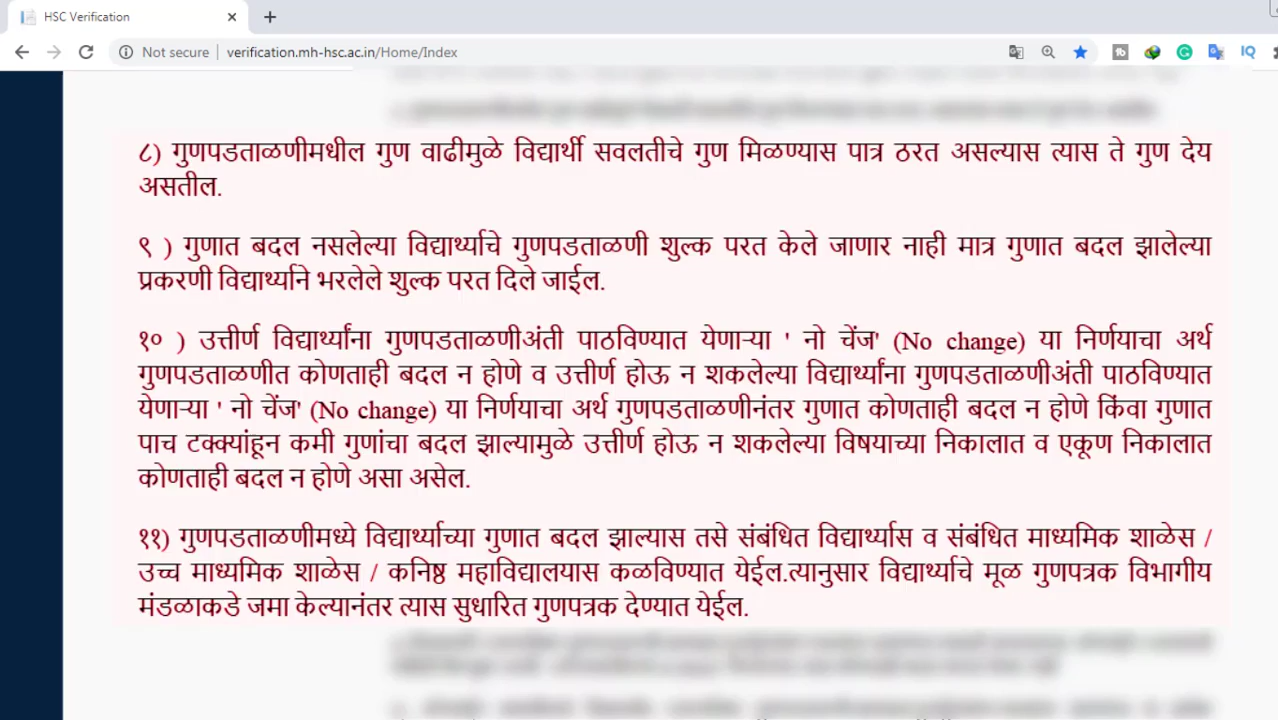 HSC Verification
Not secure
verification.mh-hsc.ac.in/Home/Index
IQ
८) गुणपडताळणीमधील गुण वाढीमुळे विद्यार्थी सवलतीचे गुण मिळण्यास पात्र ठरत असल्यास त्यास ते गुण देय
असतील.
९ ) गुणात बदल नसलेल्या विद्यार्थ्याचे गुणपडताळणी शुल्क परत केले जाणार नाही मात्र गुणात बदल झालेल्या
प्रकरणी विद्यार्थ्याने भरलेले शुल्क परत दिले जाईल.
१० ) उत्तीर्ण विद्यार्थ्यांना गुणपडताळणीअंती पाठविण्यात येणाऱ्या ' नो चेंज' (No change) या निर्णयाचा अर्थ
गुणपडताळणीत कोणताही बदल न होणे व उत्तीर्ण होऊ न शकलेल्या विद्यार्थ्यांना गुणपडताळणीअंती पाठविण्यात
येणाऱ्या ' नो चेंज' (No change) या निर्णयाचा अर्थ गुणपडताळणीनंतर गुणात कोणताही बदल न होणे किंवा गुणात
पाच टक्क्यांहून कमी गुणांचा बदल झाल्यामुळे उत्तीर्ण होऊ न शकलेल्या विषयाच्या निकालात व एकूण निकालात
कोणताही बदल न होणे असा असेल.
११) गुणपडताळणीमध्ये विद्यार्थ्याच्या गुणात बदल झाल्यास तसे संबंधित विद्यार्थ्यास व संबंधित माध्यमिक शाळेस /
उच्च माध्यमिक शाळेस / कनिष्ठ महाविद्यालयास कळविण्यात येईल.त्यानुसार विद्यार्थ्याचे मूळ गुणपत्रक विभागीय
मंडळाकडे जमा केल्यानंतर त्यास सुधारित गुणपत्रक देण्यात येईल.